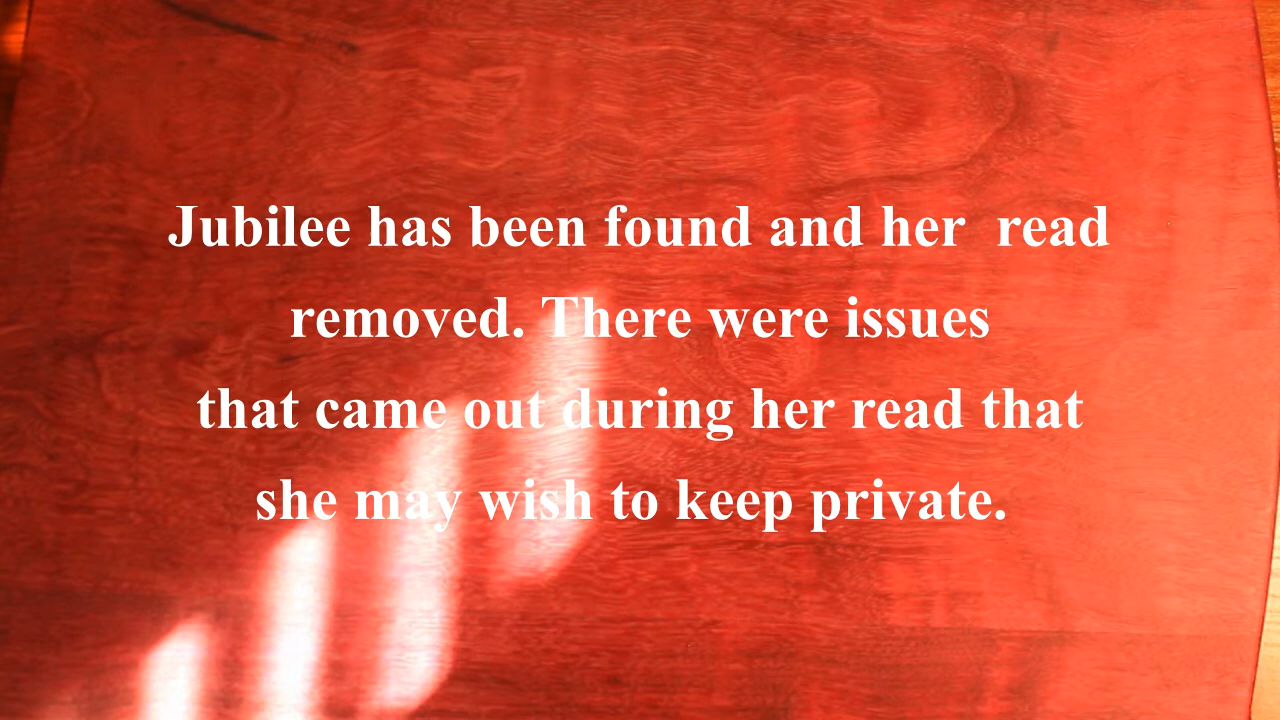 Jubilee has been found and her  read
removed. There were issues
that came out during her read that
she may wish to keep private.